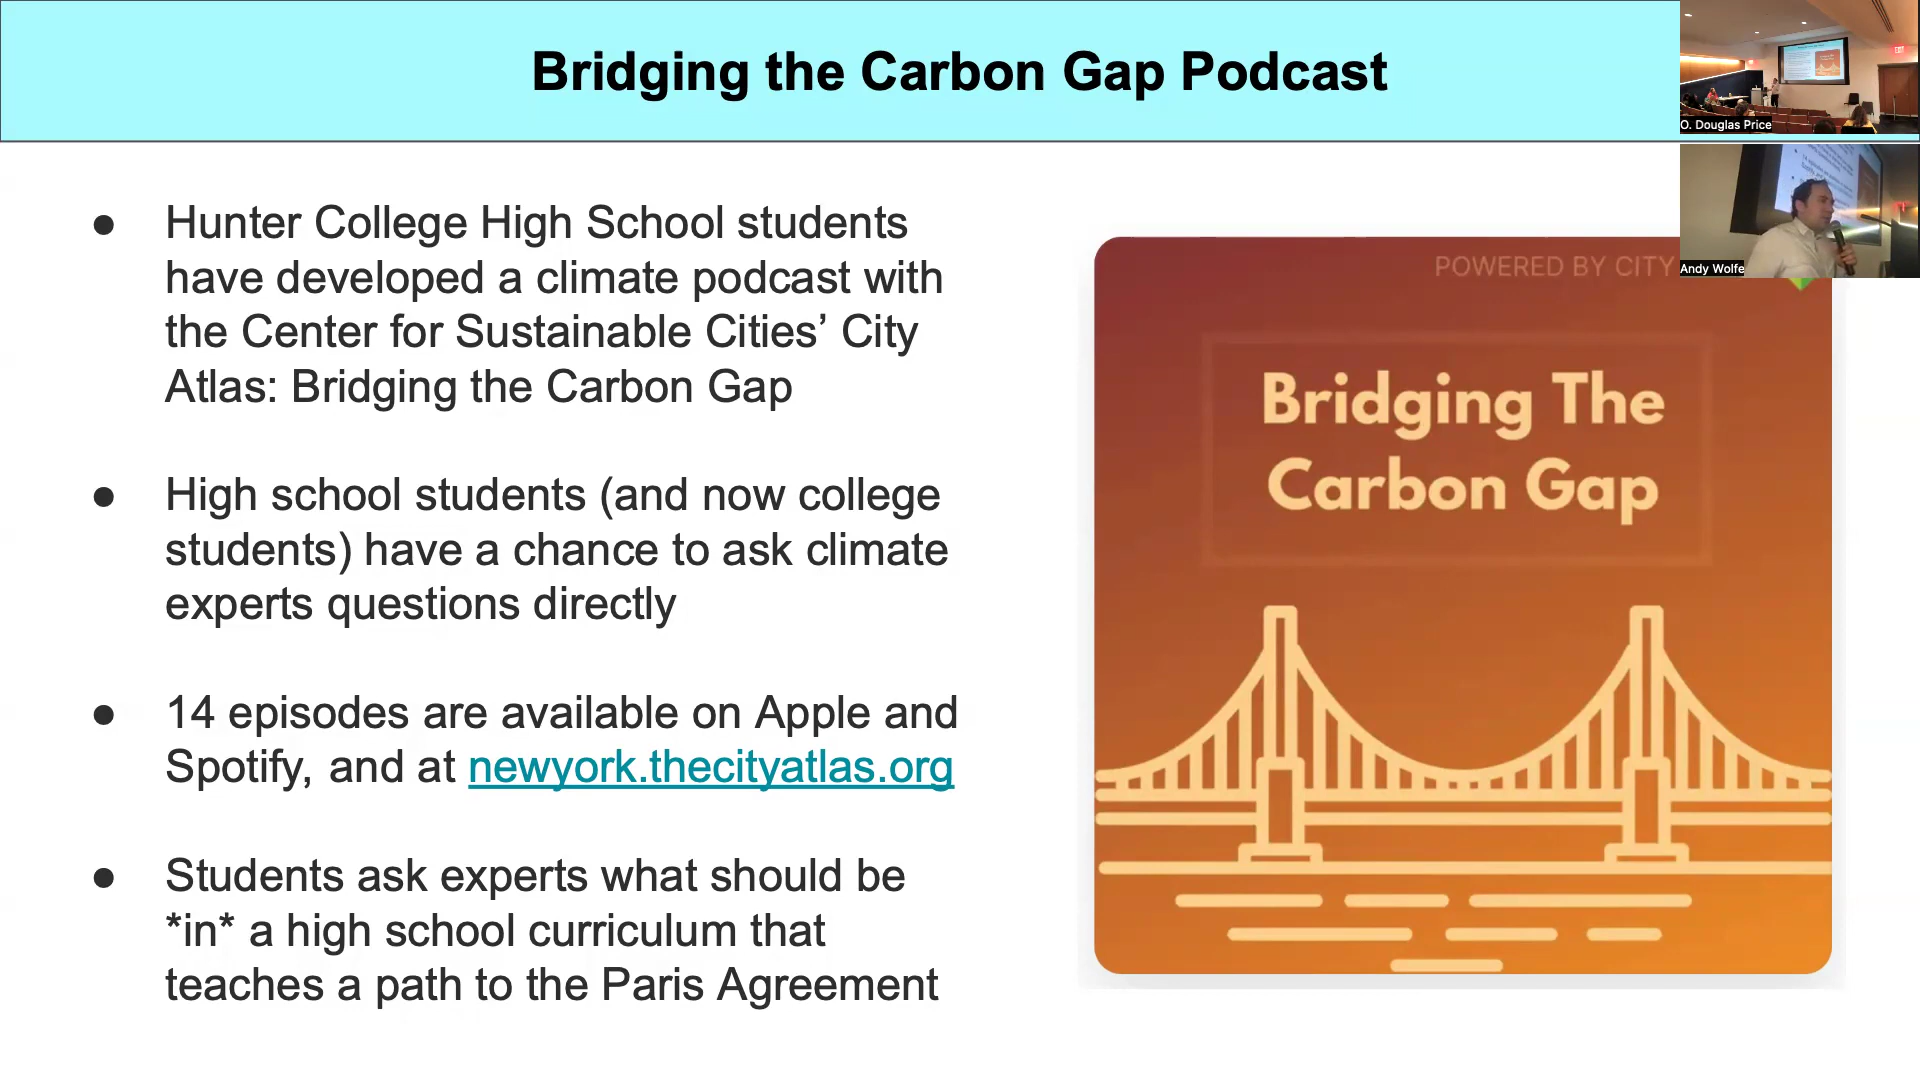 Bridging the Carbon Gap Podcast
O. Douglas Price
Andy Wolfe
● Hunter College High School students
have developed a climate podcast with
the Center for Sustainable Cities’ City
Atlas: Bridging the Carbon Gap
● High school students (and now college
students) have a chance to ask climate
experts questions directly
● 14 episodes are available on Apple and
Spotify, and at newyork.thecityatlas.org
● Students ask experts what should be
*in* a high school curriculum that
teaches a path to the Paris Agreement
POWERED BY CITY
Bridging The
Carbon Gap